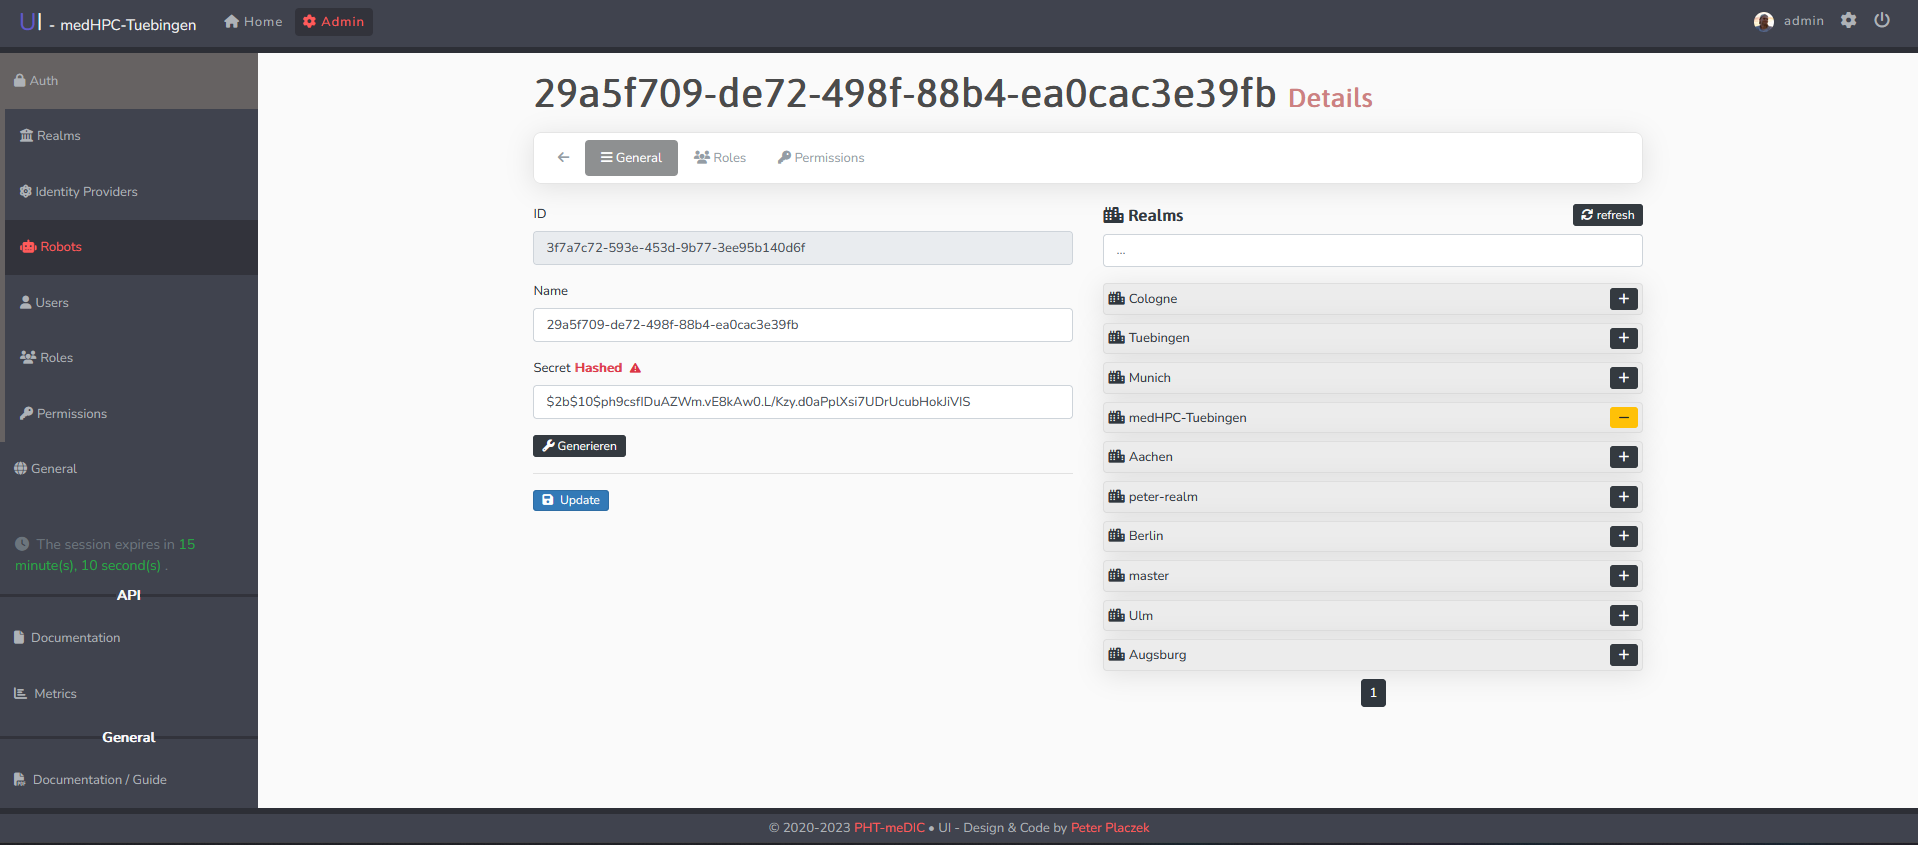 UI - medHPC-Tuebingen Home Admin admin
Auth
Realms
Identity Providers
Robots
Users
Roles
Permissions
General
The session expires in 15
minute(s), 10 second(s) .
API
Documentation
Metrics
General
Documentation / Guide
29a5f709-de72-498f-88b4-ea0cac3e39fb Details
General Roles Permissions
ID
3f7a7c72-593e-453d-9b77-3ee95b140d6f
Name
29a5f709-de72-498f-88b4-ea0cac3e39fb
Secret Hashed
$2b$10$ph9csfIDuAZWm.vE8kAw0.L/Kzy.d0aPplXsi7UDrUcubHokJiVIS
Generieren
Update
Realms refresh
...
Cologne
Tuebingen
Munich
medHPC-Tuebingen
Aachen
peter-realm
Berlin
master
Ulm
Augsburg
1
© 2020-2023 PHT-meDIC • UI - Design & Code by Peter Placzek